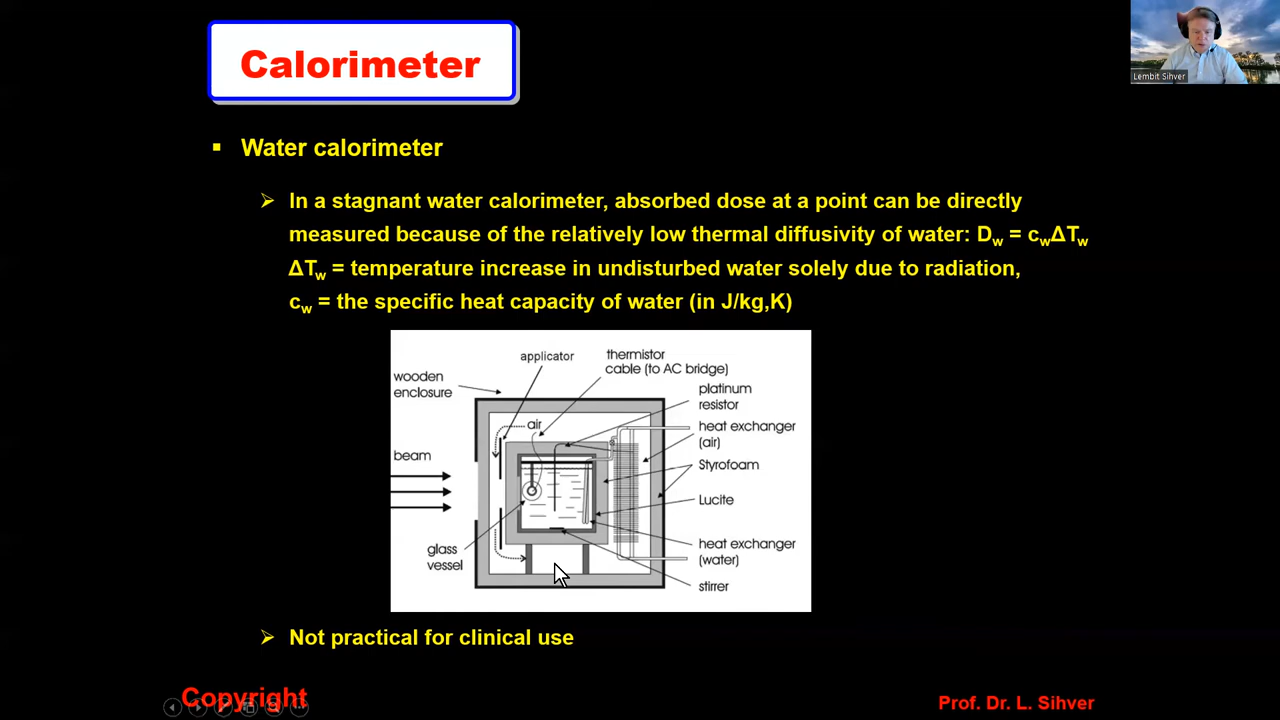 Calorimeter
Lembit Sihver
Water calorimeter
In a stagnant water calorimeter, absorbed dose at a point can be directly
measured because of the relatively low thermal diffusivity of water: Dw = cwΔTw
ΔTw = temperature increase in undisturbed water solely due to radiation,
cw = the specific heat capacity of water (in J/kg,K)
applicator
thermistor
cable (to AC bridge)
wooden
enclosure
platinum
resistor
air
heat exchanger
(air)
beam
Styrofoam
Lucite
glass
vessel
heat exchanger
(water)
stirrer
Not practical for clinical use
Copyright
Prof. Dr. L. Sihver